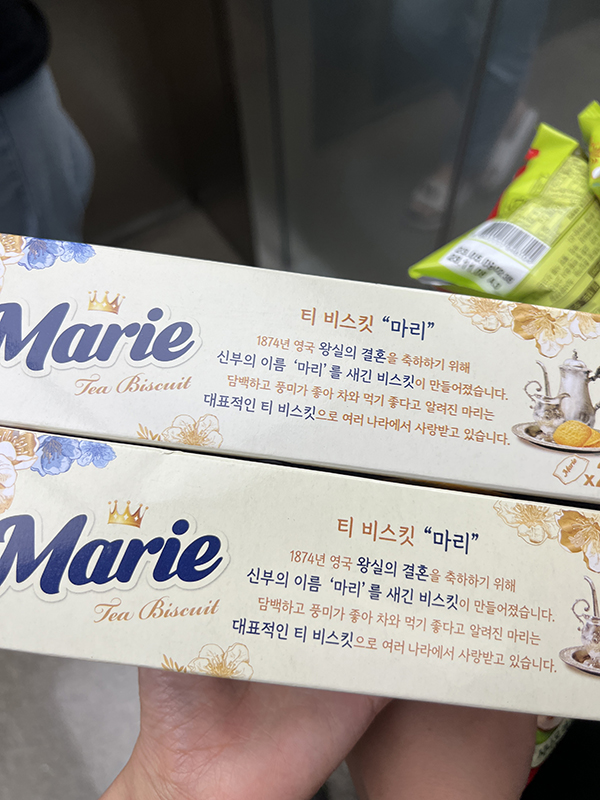 Marie
Tea Biscuit
티 비스킷 “마리”
1874년 영국 왕실의 결혼을 축하하기 위해
신부의 이름 ‘마리’를 새긴 비스킷이 만들어졌습니다.
담백하고 풍미가 좋아 차와 먹기 좋다고 알려진 마리는
대표적인 티 비스킷으로 여러 나라에서 사랑받고 있습니다.
Marie
Marie
Tea Biscuit
티 비스킷 “마리”
1874년 영국 왕실의 결혼을 축하하기 위해
신부의 이름 ‘마리’를 새긴 비스킷이 만들어졌습니다.
담백하고 풍미가 좋아 차와 먹기 좋다고 알려진 마리는
대표적인 티 비스킷으로 여러 나라에서 사랑받고 있습니다.